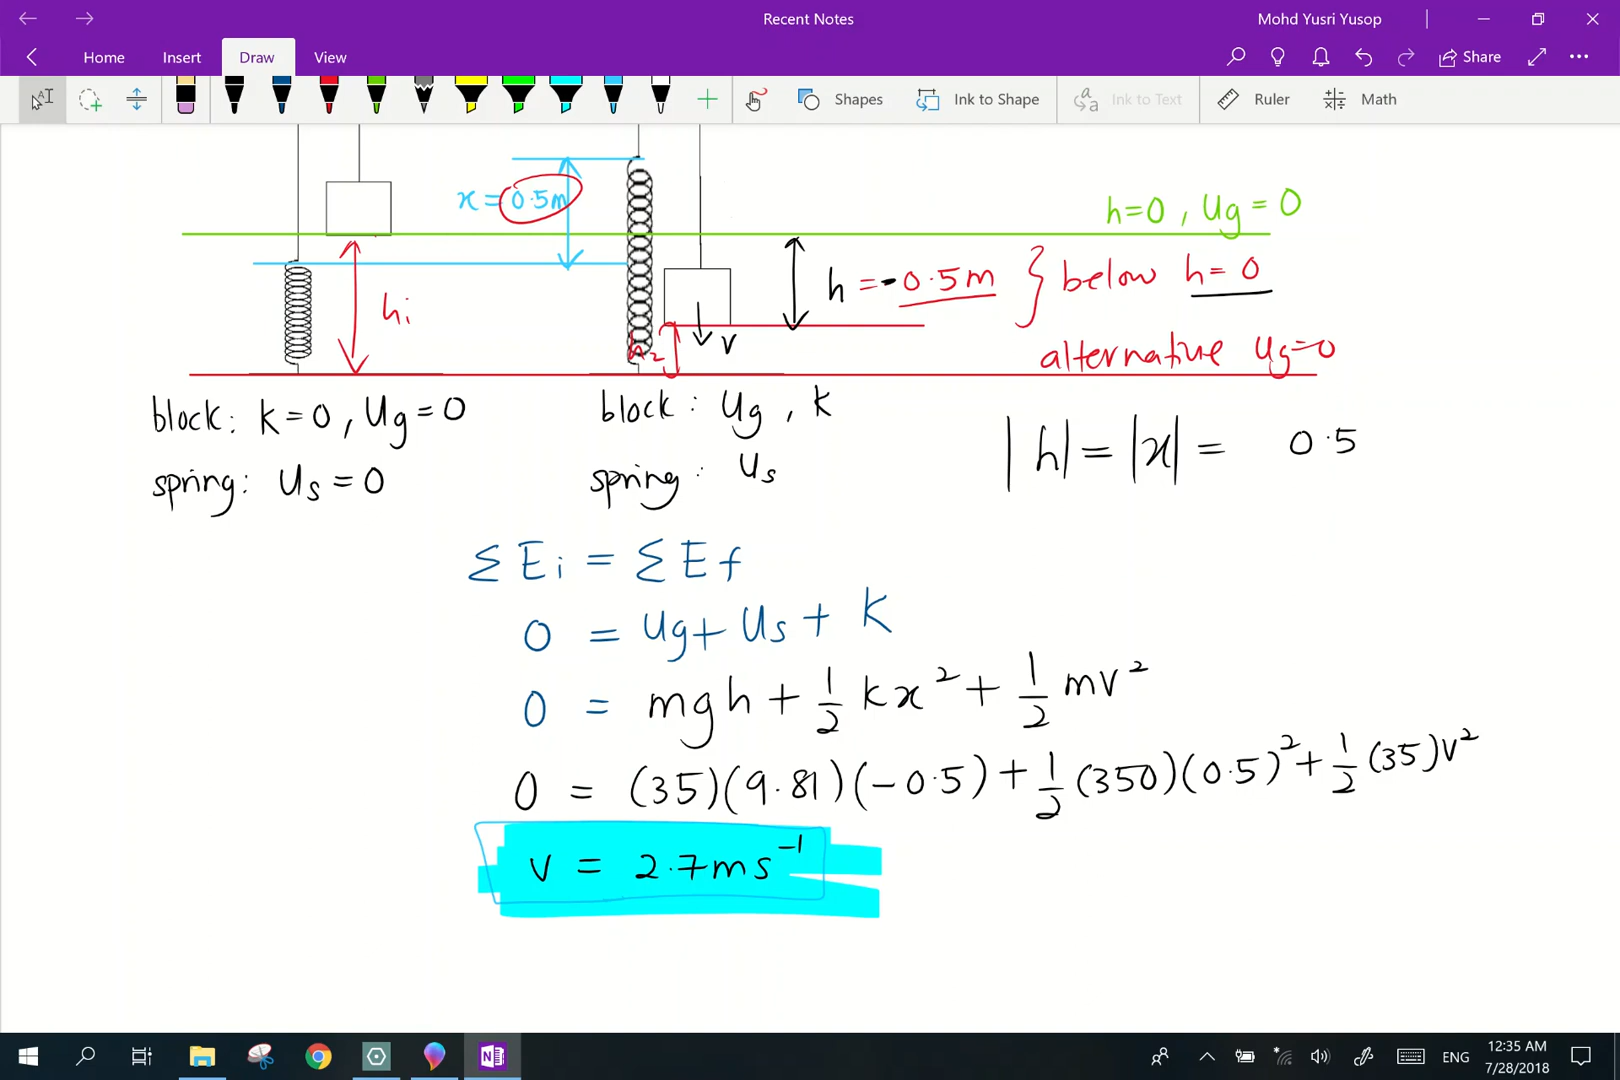 Recent Notes
Mohd Yusri Yusop
Home Insert Draw View
Share
Shapes Ink to Shape Ink to Text Ruler Math
x = 0.5m
h=0 , Ug = 0
hi
h = -0.5m } below h=0
h2 v
alternative Ug=0
block: K=0, Ug=0
block: Ug, K
spring: Us = 0
spring: Us
|h| = |x| = 0.5
ΣEi = ΣEf
0 = Ug + Us + K
0 = mgh + 1/2 kx² + 1/2 mv²
0 = (35)(9.81)(-0.5) + 1/2 (350)(0.5)² + 1/2 (35)v²
v = 2.7ms⁻¹
ENG
12:35 AM
7/28/2018